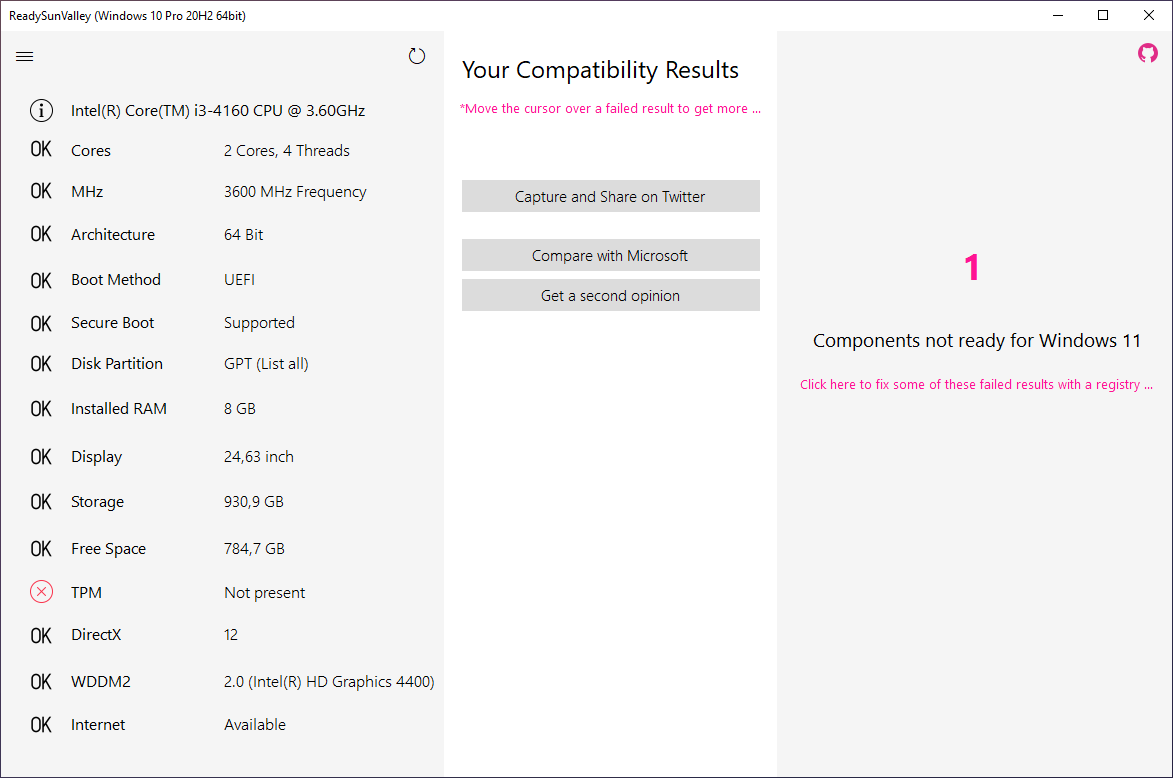 ReadySunValley (Windows 10 Pro 20H2 64bit)
Intel(R) Core(TM) i3-4160 CPU @ 3.60GHz
OK Cores 2 Cores, 4 Threads
OK MHz 3600 MHz Frequency
OK Architecture 64 Bit
OK Boot Method UEFI
OK Secure Boot Supported
OK Disk Partition GPT (List all)
OK Installed RAM 8 GB
OK Display 24,63 inch
OK Storage 930,9 GB
OK Free Space 784,7 GB
TPM Not present
OK DirectX 12
OK WDDM2 2.0 (Intel(R) HD Graphics 4400)
OK Internet Available
Your Compatibility Results
*Move the cursor over a failed result to get more ...
Capture and Share on Twitter
Compare with Microsoft
Get a second opinion
1
Components not ready for Windows 11
Click here to fix some of these failed results with a registry ...